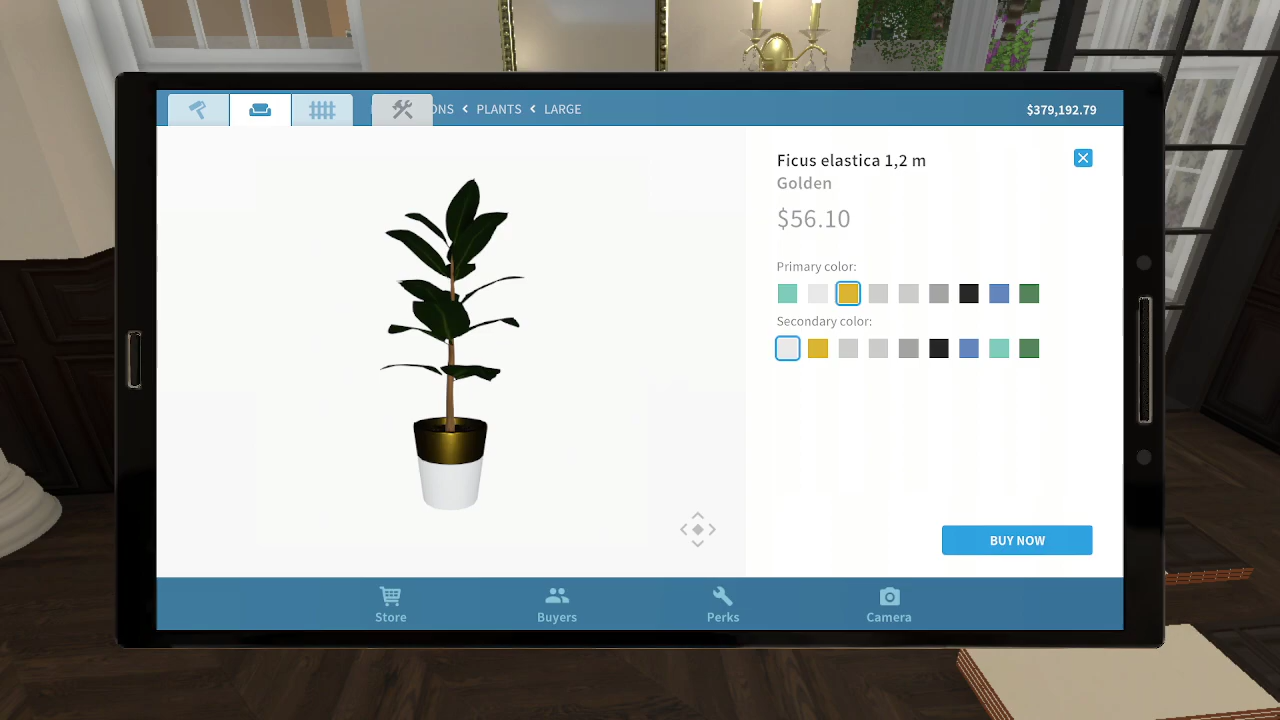 PLANTS < LARGE
$379,192.79
Ficus elastica 1,2 m
Golden
$56.10
Primary color:
Secondary color:
BUY NOW
Store
Buyers
Perks
Camera